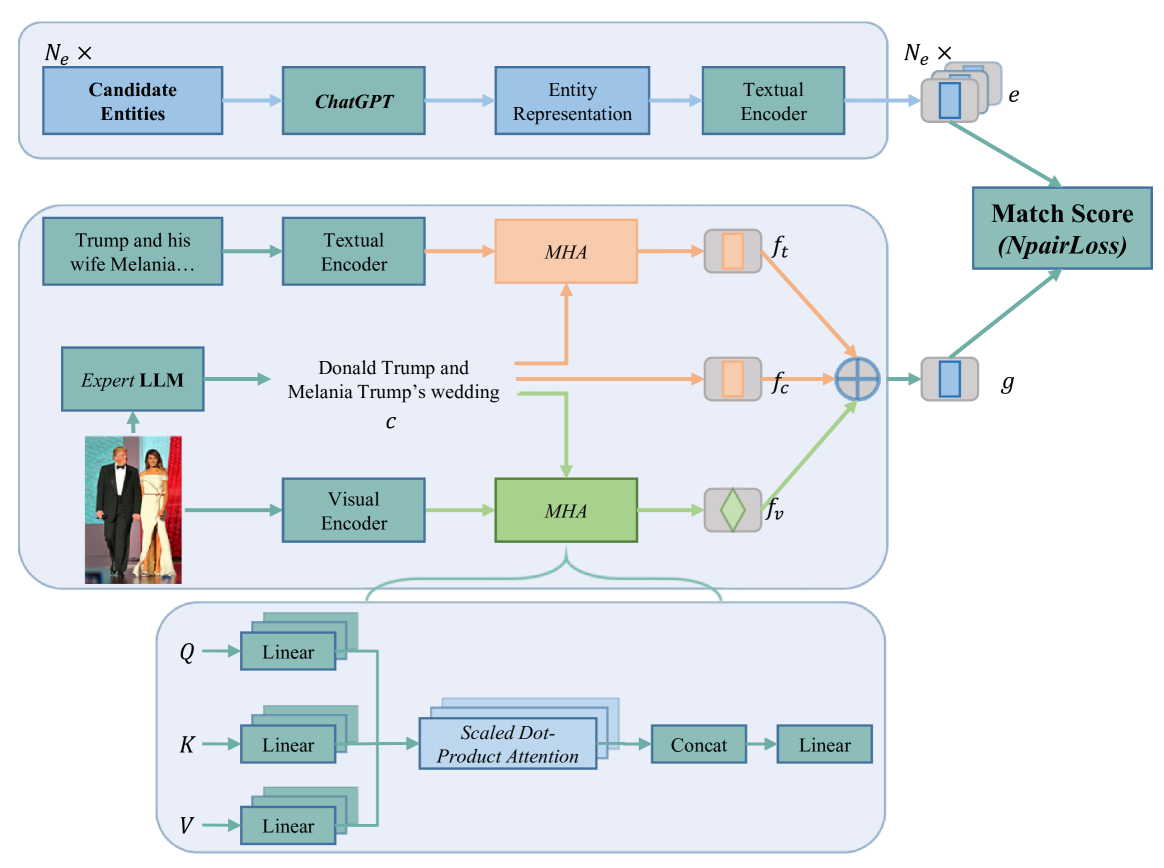 N_e ×
Candidate
Entities
ChatGPT
Entity
Representation
Textual
Encoder
N_e ×
e
Match Score
(NpairLoss)
Trump and his
wife Melania…
Textual
Encoder
MHA
f_t
Expert LLM
Donald Trump and
Melania Trump's wedding
c
f_c
g
Visual
Encoder
MHA
f_v
Q
Linear
K
Linear
V
Linear
Scaled Dot-
Product Attention
Concat
Linear